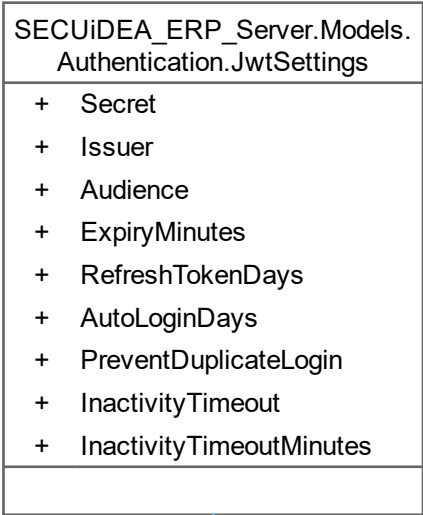 SECUiDEA_ERP_Server.Models.
Authentication.JwtSettings
+ Secret
+ Issuer
+ Audience
+ ExpiryMinutes
+ RefreshTokenDays
+ AutoLoginDays
+ PreventDuplicateLogin
+ InactivityTimeout
+ InactivityTimeoutMinutes